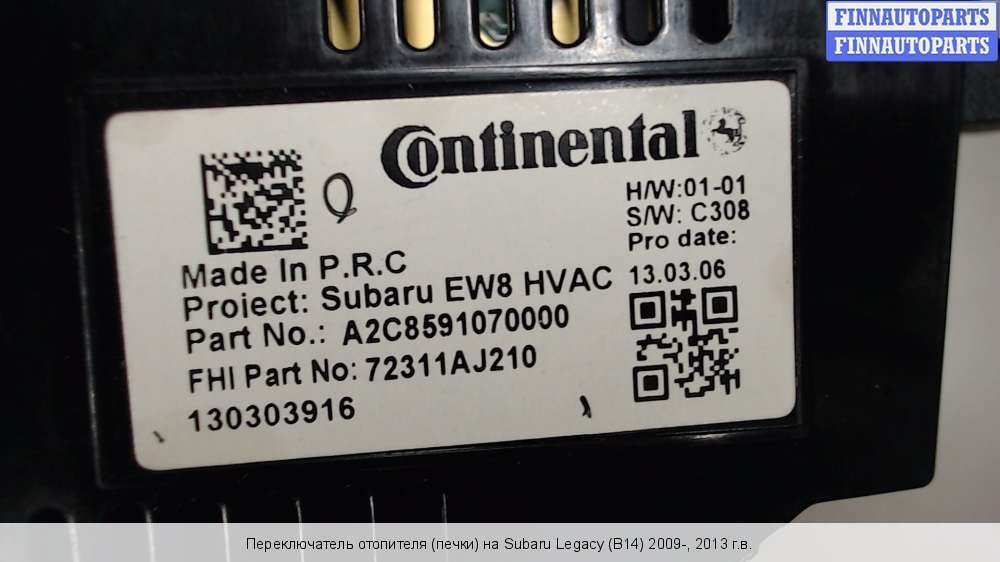 FINNAUTOPARTS
FINNAUTOPARTS
Continental
H/W:01-01
S/W: C308
Pro date:
13.03.06
Made In P.R.C
Proiect: Subaru EW8 HVAC
Part No.: A2C8591070000
FHI Part No: 72311AJ210
130303916
Переключатель отопителя (печки) на Subaru Legacy (B14) 2009-, 2013 г.в.